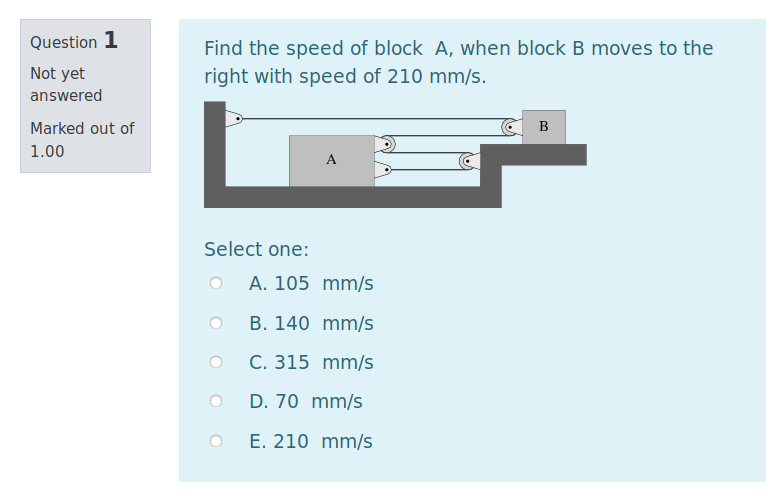 Question 1
Not yet
answered
Marked out of
1.00
Find the speed of block A, when block B moves to the
right with speed of 210 mm/s.
B
A
Select one:
A. 105 mm/s
B. 140 mm/s
C. 315 mm/s
D. 70 mm/s
E. 210 mm/s